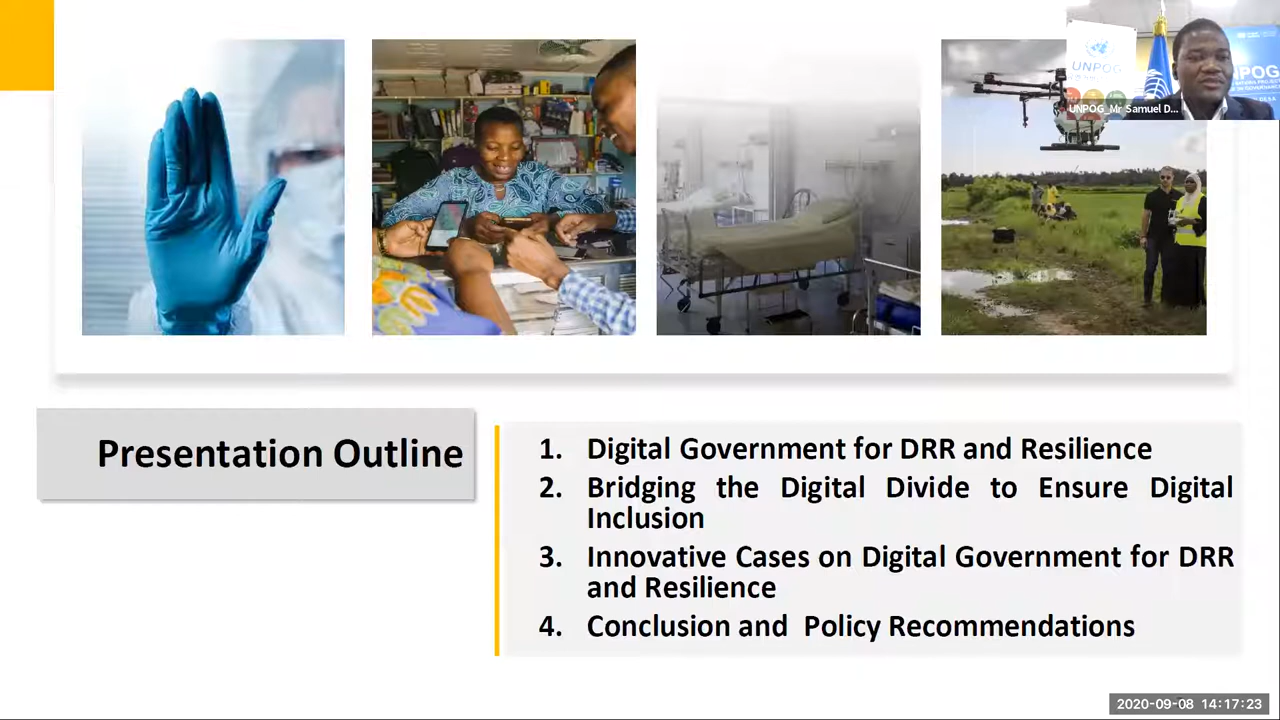 UNPOG
NPOG
UNPOG_Mr Samuel D...
Presentation Outline
1. Digital Government for DRR and Resilience
2. Bridging the Digital Divide to Ensure Digital
Inclusion
3. Innovative Cases on Digital Government for DRR
and Resilience
4. Conclusion and Policy Recommendations
2020-09-08 14:17:23